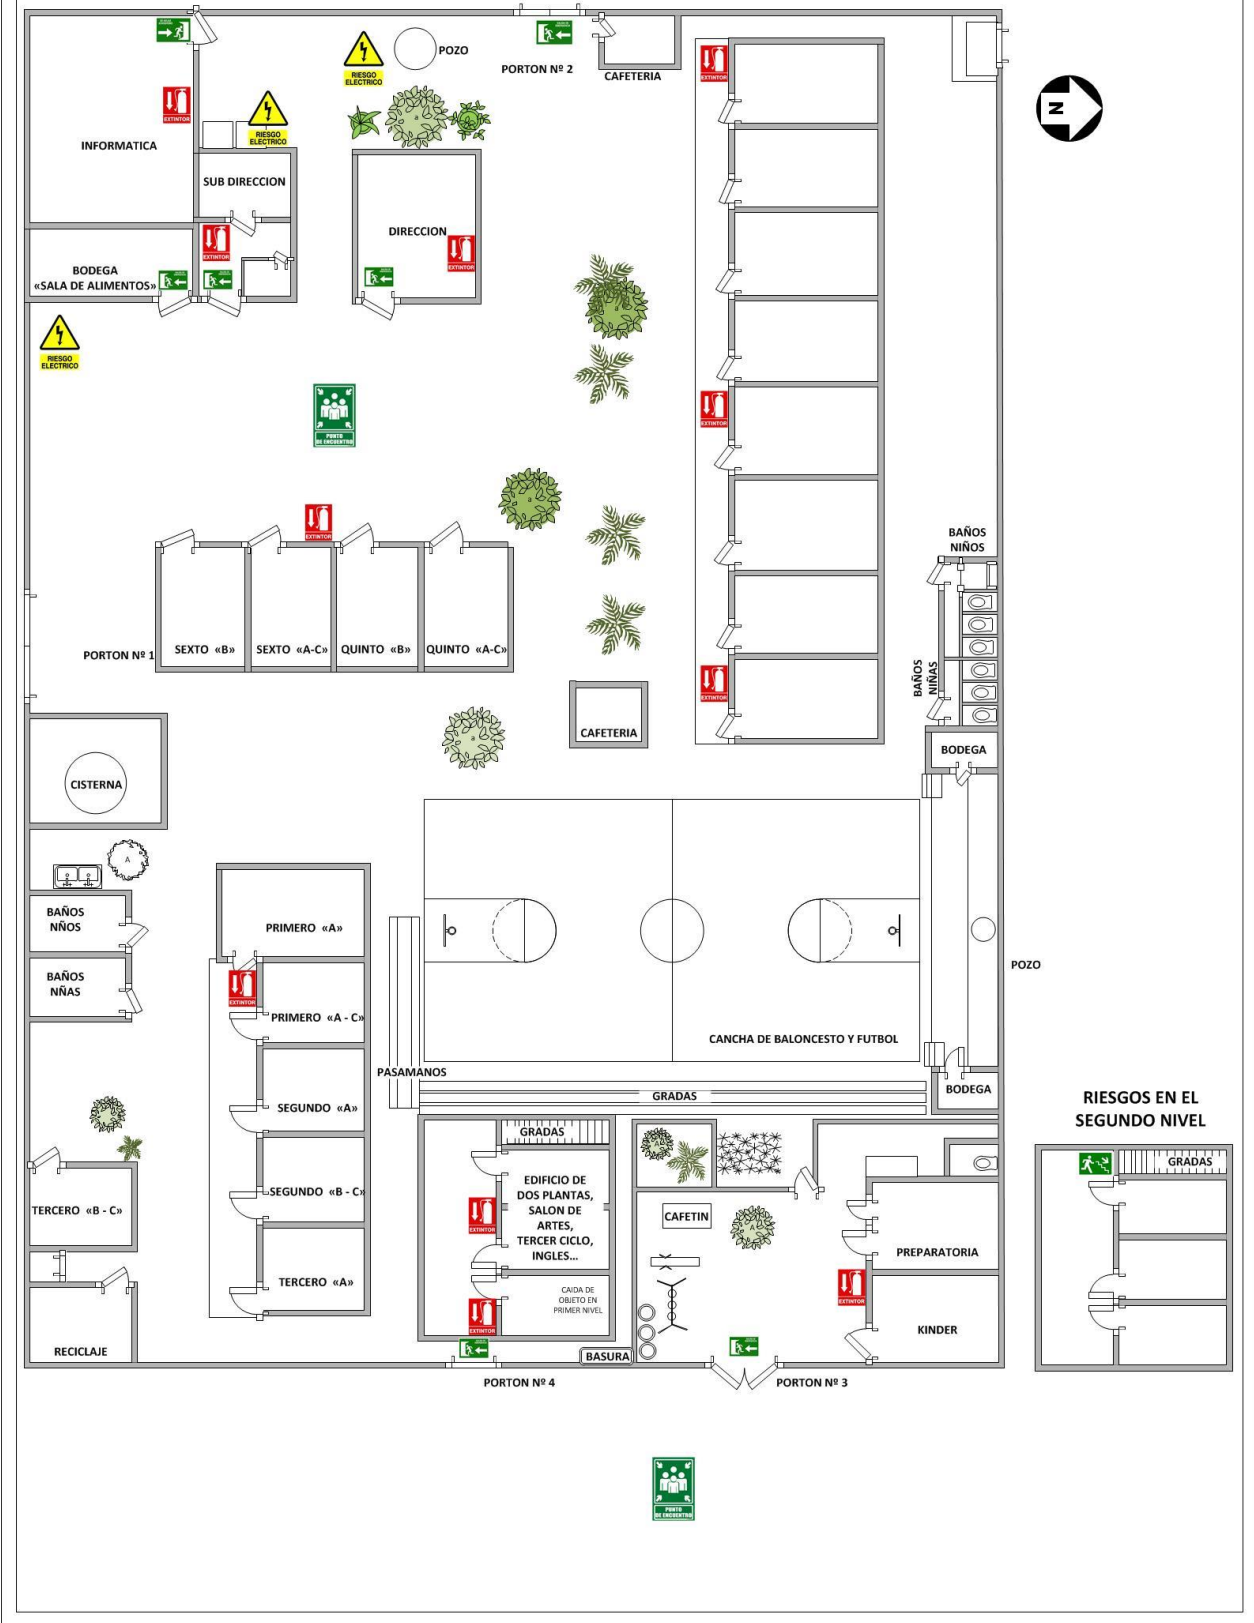 POZO
RIESGO
ELECTRICO
PORTON Nº 2
CAFETERIA
EXTINTOR
EXTINTOR
RIESGO
ELECTRICO
INFORMATICA
N
SUB DIRECCION
DIRECCION
EXTINTOR
EXTINTOR
BODEGA
«SALA DE ALIMENTOS»
RIESGO
ELECTRICO
PUNTO
DE ENCUENTRO
EXTINTOR
EXTINTOR
BAÑOS
NIÑOS
PORTON Nº 1
SEXTO «B»
SEXTO «A-C»
QUINTO «B»
QUINTO «A-C»
EXTINTOR
BAÑOS
NIÑAS
CAFETERIA
BODEGA
CISTERNA
A
BAÑOS
NÑOS
PRIMERO «A»
BAÑOS
NÑAS
EXTINTOR
POZO
PRIMERO «A - C»
CANCHA DE BALONCESTO Y FUTBOL
PASAMANOS
GRADAS
BODEGA
RIESGOS EN EL
SEGUNDO NIVEL
SEGUNDO «A»
GRADAS
GRADAS
SEGUNDO «B - C»
EDIFICIO DE
DOS PLANTAS,
SALON DE
ARTES,
TERCER CICLO,
INGLES...
TERCERO «B - C»
EXTINTOR
CAFETIN
A
PREPARATORIA
TERCERO «A»
CAIDA DE
OBJETO EN
PRIMER NIVEL
EXTINTOR
EXTINTOR
KINDER
RECICLAJE
BASURA
PORTON Nº 4
PORTON Nº 3
PUNTO
DE ENCUENTRO